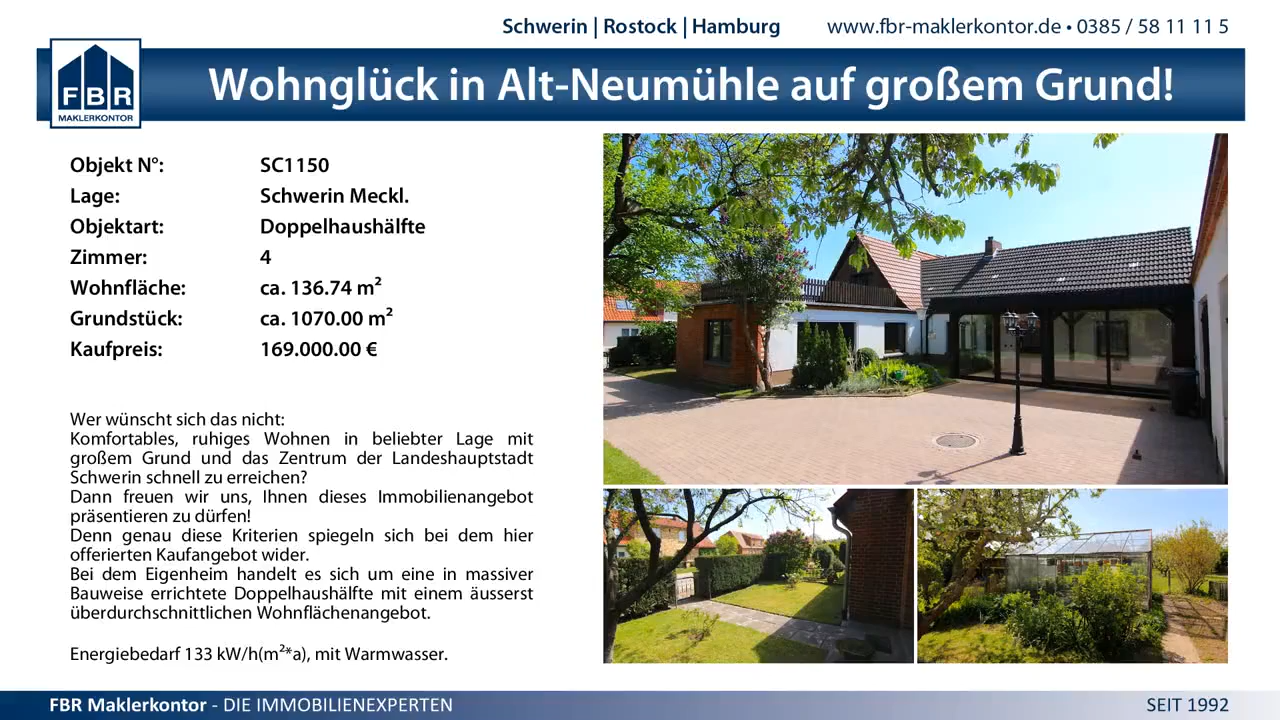 Schwerin | Rostock | Hamburg www.fbr-maklerkontor.de • 0385 / 58 11 11 5
FBR
MAKLERKONTOR
Wohnglück in Alt-Neumühle auf großem Grund!
Objekt N°: SC1150
Lage: Schwerin Meckl.
Objektart: Doppelhaushälfte
Zimmer: 4
Wohnfläche: ca. 136.74 m²
Grundstück: ca. 1070.00 m²
Kaufpreis: 169.000.00 €
Wer wünscht sich das nicht:
Komfortables, ruhiges Wohnen in beliebter Lage mit
großem Grund und das Zentrum der Landeshauptstadt
Schwerin schnell zu erreichen?
Dann freuen wir uns, Ihnen dieses Immobilienangebot
präsentieren zu dürfen!
Denn genau diese Kriterien spiegeln sich bei dem hier
offerierten Kaufangebot wider.
Bei dem Eigenheim handelt es sich um eine in massiver
Bauweise errichtete Doppelhaushälfte mit einem äusserst
überdurchschnittlichen Wohnflächenangebot.
Energiebedarf 133 kW/h(m²*a), mit Warmwasser.
FBR Maklerkontor - DIE IMMOBILIENEXPERTEN SEIT 1992